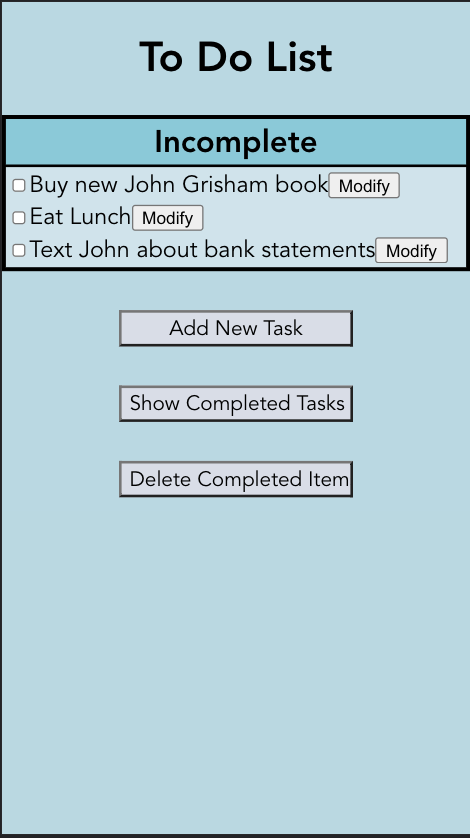 To Do List
Incomplete
Buy new John Grisham book Modify
Eat Lunch Modify
Text John about bank statements Modify
Add New Task
Show Completed Tasks
Delete Completed Item